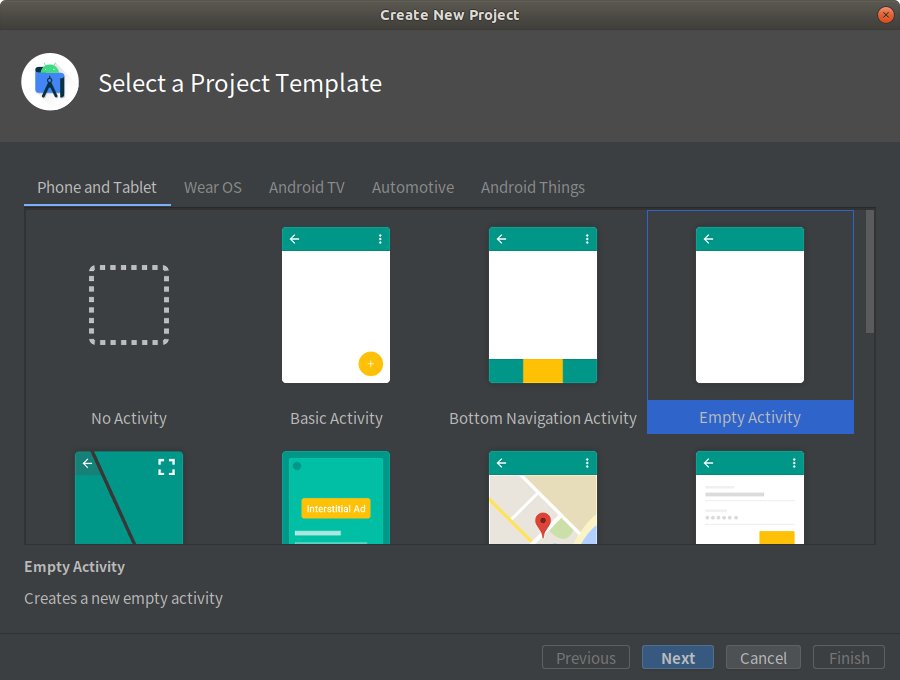 Create New Project
Select a Project Template
Phone and Tablet Wear OS Android TV Automotive Android Things
No Activity Basic Activity Bottom Navigation Activity Empty Activity
Interstitial Ad
Empty Activity
Creates a new empty activity
Previous Next Cancel Finish